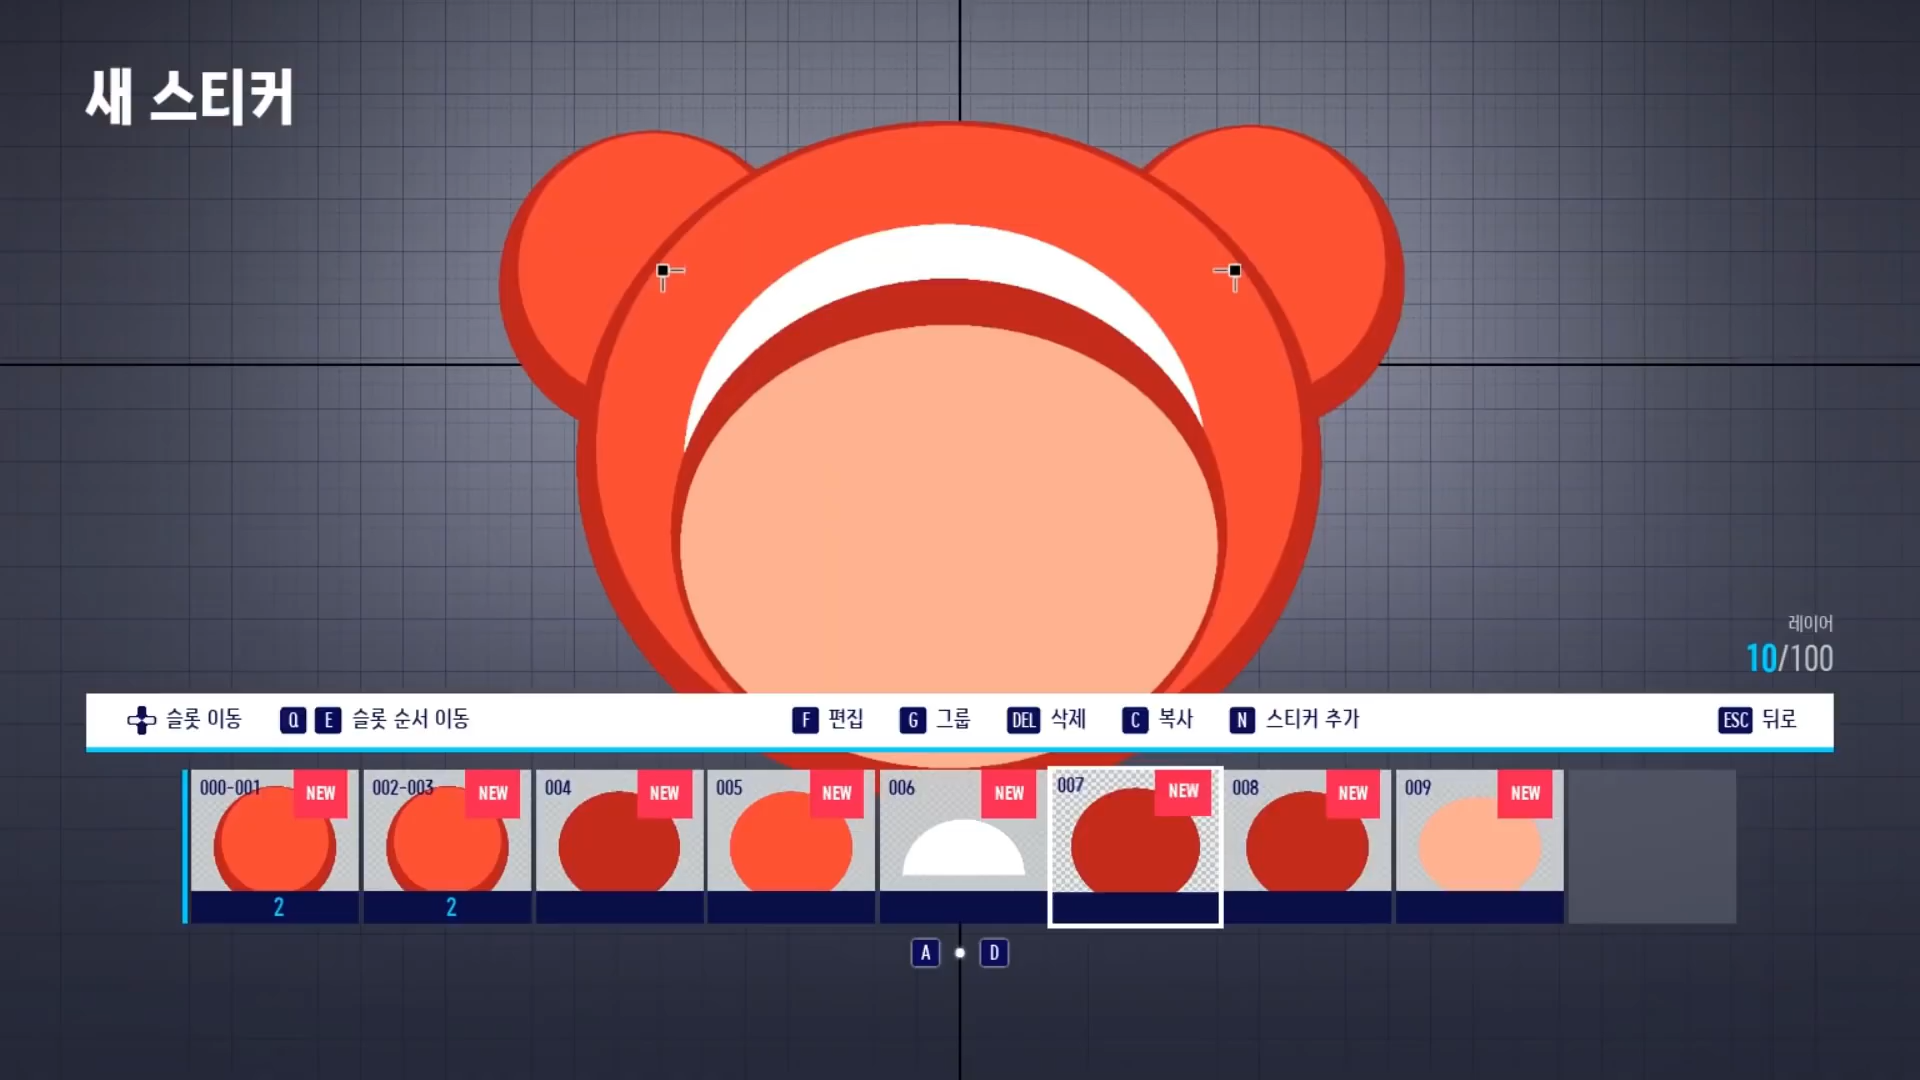 새 스티커
레이어
10/100
슬롯 이동 Q E 슬롯 순서 이동 F 편집 G 그룹 DEL 삭제 C 복사 N 스티커 추가 ESC 뒤로
000-001 NEW 002-003 NEW 004 NEW 005 NEW 006 NEW 007 NEW 008 NEW 009 NEW
2 2
A D